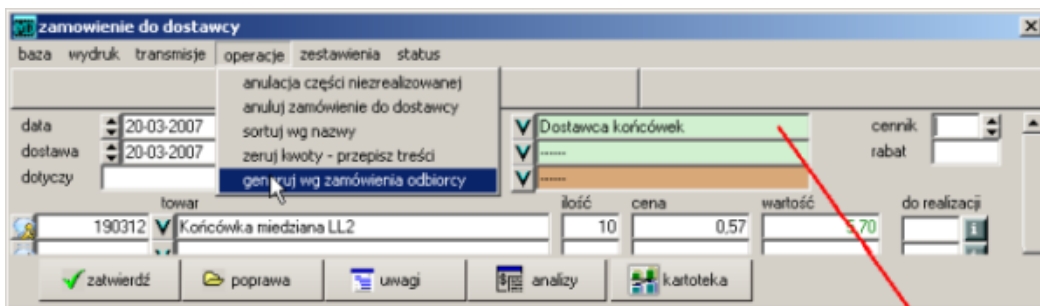 zamowienie do dostawcy
baza wydruk transmisje operacje zestawienia status
anulacja części niezrealizowanej
anuluj zamówienie do dostawcy
sortuj wg nazwy
zeruj kwoty - przepisz treści
generuj wg zamówienia odbiorcy
data 20-03-2007 Dostawca końcówek cennik
dostawa 20-03-2007 ------ rabat
dotyczy ------
towar ilość cena wartość do realizacji
190312 Końcówka miedziana LL2 10 0,57 5,70
zatwierdź poprawa uwagi analizy kartoteka